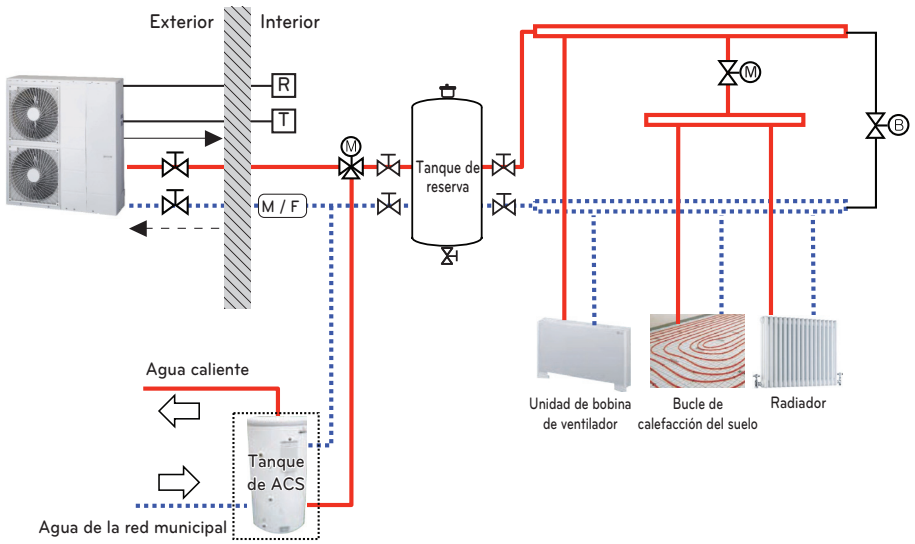 Exterior
Interior
R
T
M
M / F
Tanque de
reserva
M
B
Unidad de bobina
de ventilador
Bucle de
calefacción del suelo
Radiador
Agua caliente
Tanque
de ACS
Agua de la red municipal